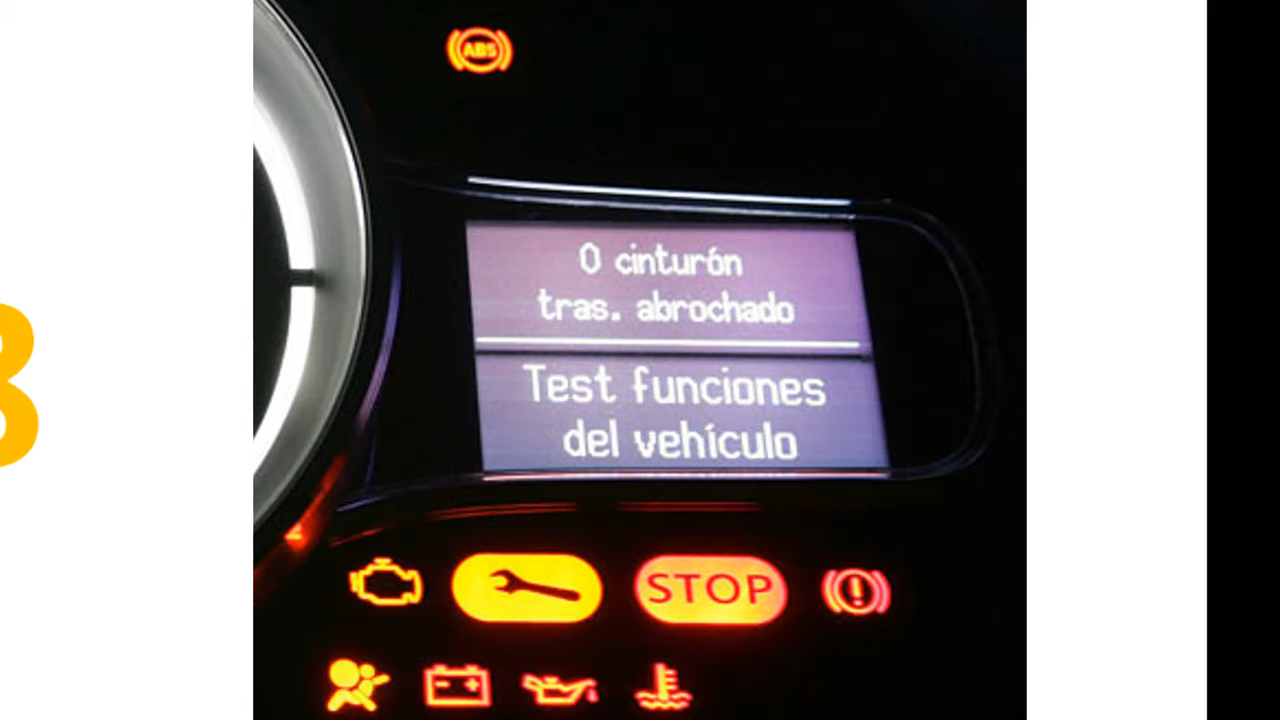 ABS
0 cinturón
tras. abrochado
Test funciones
del vehículo
STOP